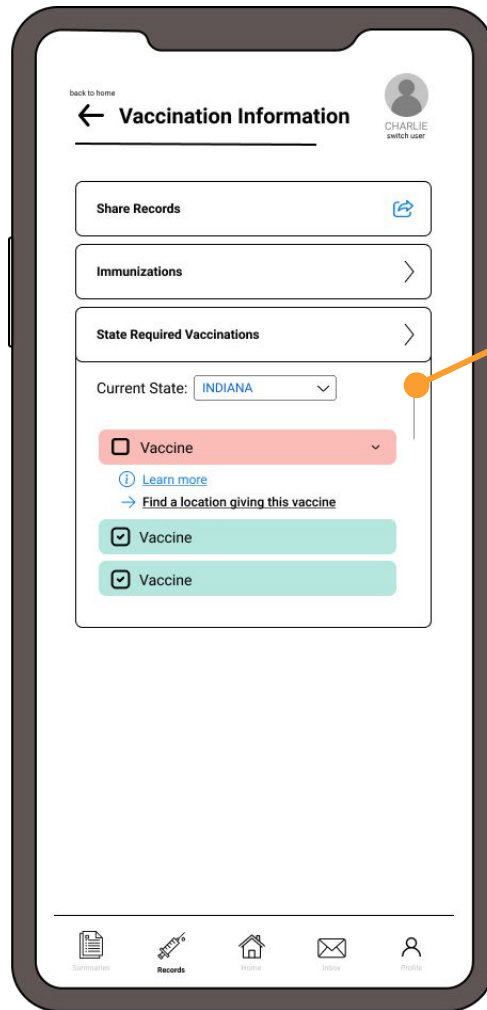 back to home
Vaccination Information
CHARLIE
switch user
Share Records
Immunizations
State Required Vaccinations
Current State: INDIANA
Vaccine
Learn more
Find a location giving this vaccine
Vaccine
Vaccine
Summaries Records Home Inbox Profile